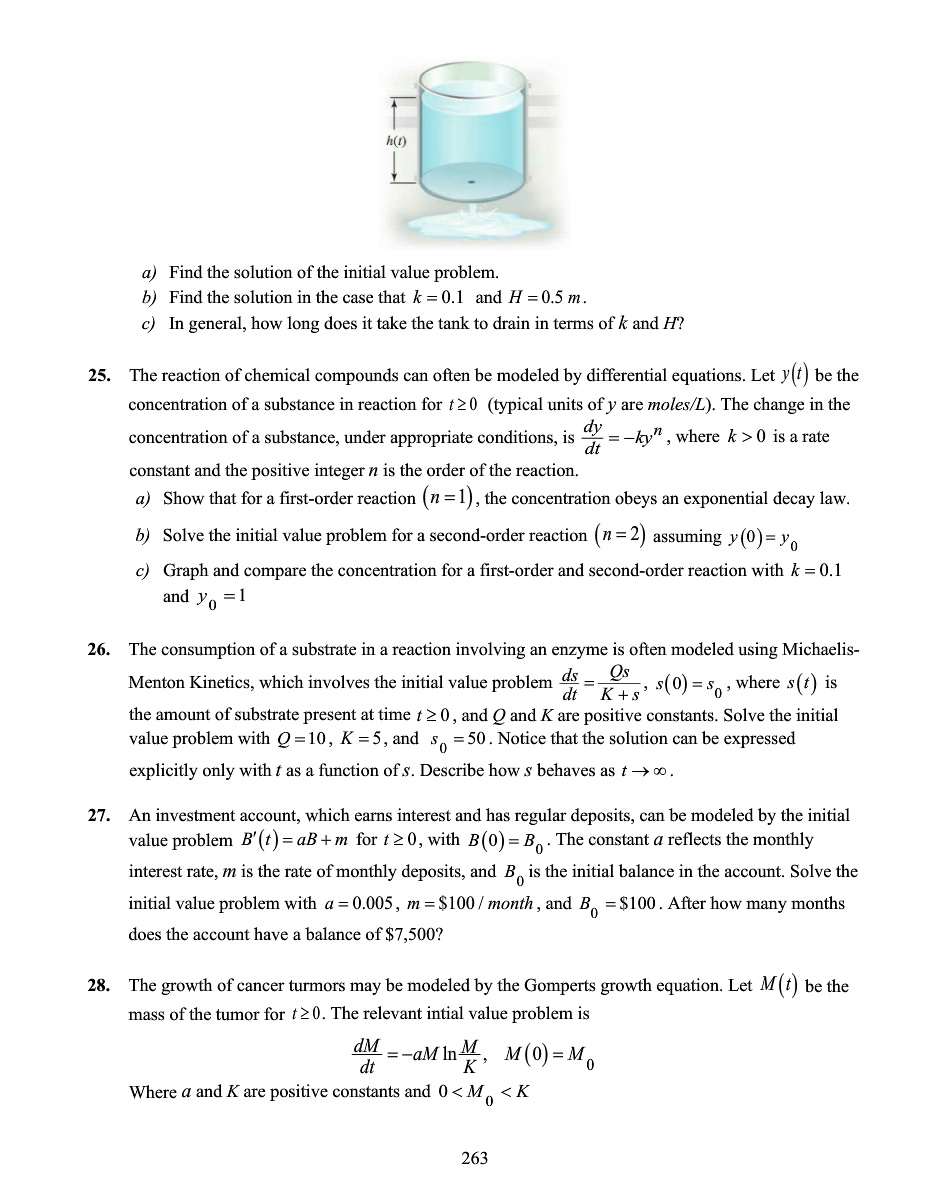 h(t)
a) Find the solution of the initial value problem.
b) Find the solution in the case that k = 0.1 and H = 0.5 m.
c) In general, how long does it take the tank to drain in terms of k and H?
25. The reaction of chemical compounds can often be modeled by differential equations. Let y(t) be the
concentration of a substance in reaction for t ≥ 0 (typical units of y are moles/L). The change in the
concentration of a substance, under appropriate conditions, is dy/dt = −ky^n, where k > 0 is a rate
constant and the positive integer n is the order of the reaction.
a) Show that for a first-order reaction (n = 1), the concentration obeys an exponential decay law.
b) Solve the initial value problem for a second-order reaction (n = 2) assuming y(0) = y_0
c) Graph and compare the concentration for a first-order and second-order reaction with k = 0.1
and y_0 = 1
26. The consumption of a substrate in a reaction involving an enzyme is often modeled using Michaelis-
Menton Kinetics, which involves the initial value problem ds/dt = Qs/(K + s), s(0) = s_0, where s(t) is
the amount of substrate present at time t ≥ 0, and Q and K are positive constants. Solve the initial
value problem with Q = 10, K = 5, and s_0 = 50. Notice that the solution can be expressed
explicitly only with t as a function of s. Describe how s behaves as t → ∞.
27. An investment account, which earns interest and has regular deposits, can be modeled by the initial
value problem B′(t) = aB + m for t ≥ 0, with B(0) = B_0. The constant a reflects the monthly
interest rate, m is the rate of monthly deposits, and B_0 is the initial balance in the account. Solve the
initial value problem with a = 0.005, m = $100 / month, and B_0 = $100. After how many months
does the account have a balance of $7,500?
28. The growth of cancer turmors may be modeled by the Gomperts growth equation. Let M(t) be the
mass of the tumor for t ≥ 0. The relevant intial value problem is
dM/dt = −aM ln M/K, M(0) = M_0
Where a and K are positive constants and 0 < M_0 < K
263